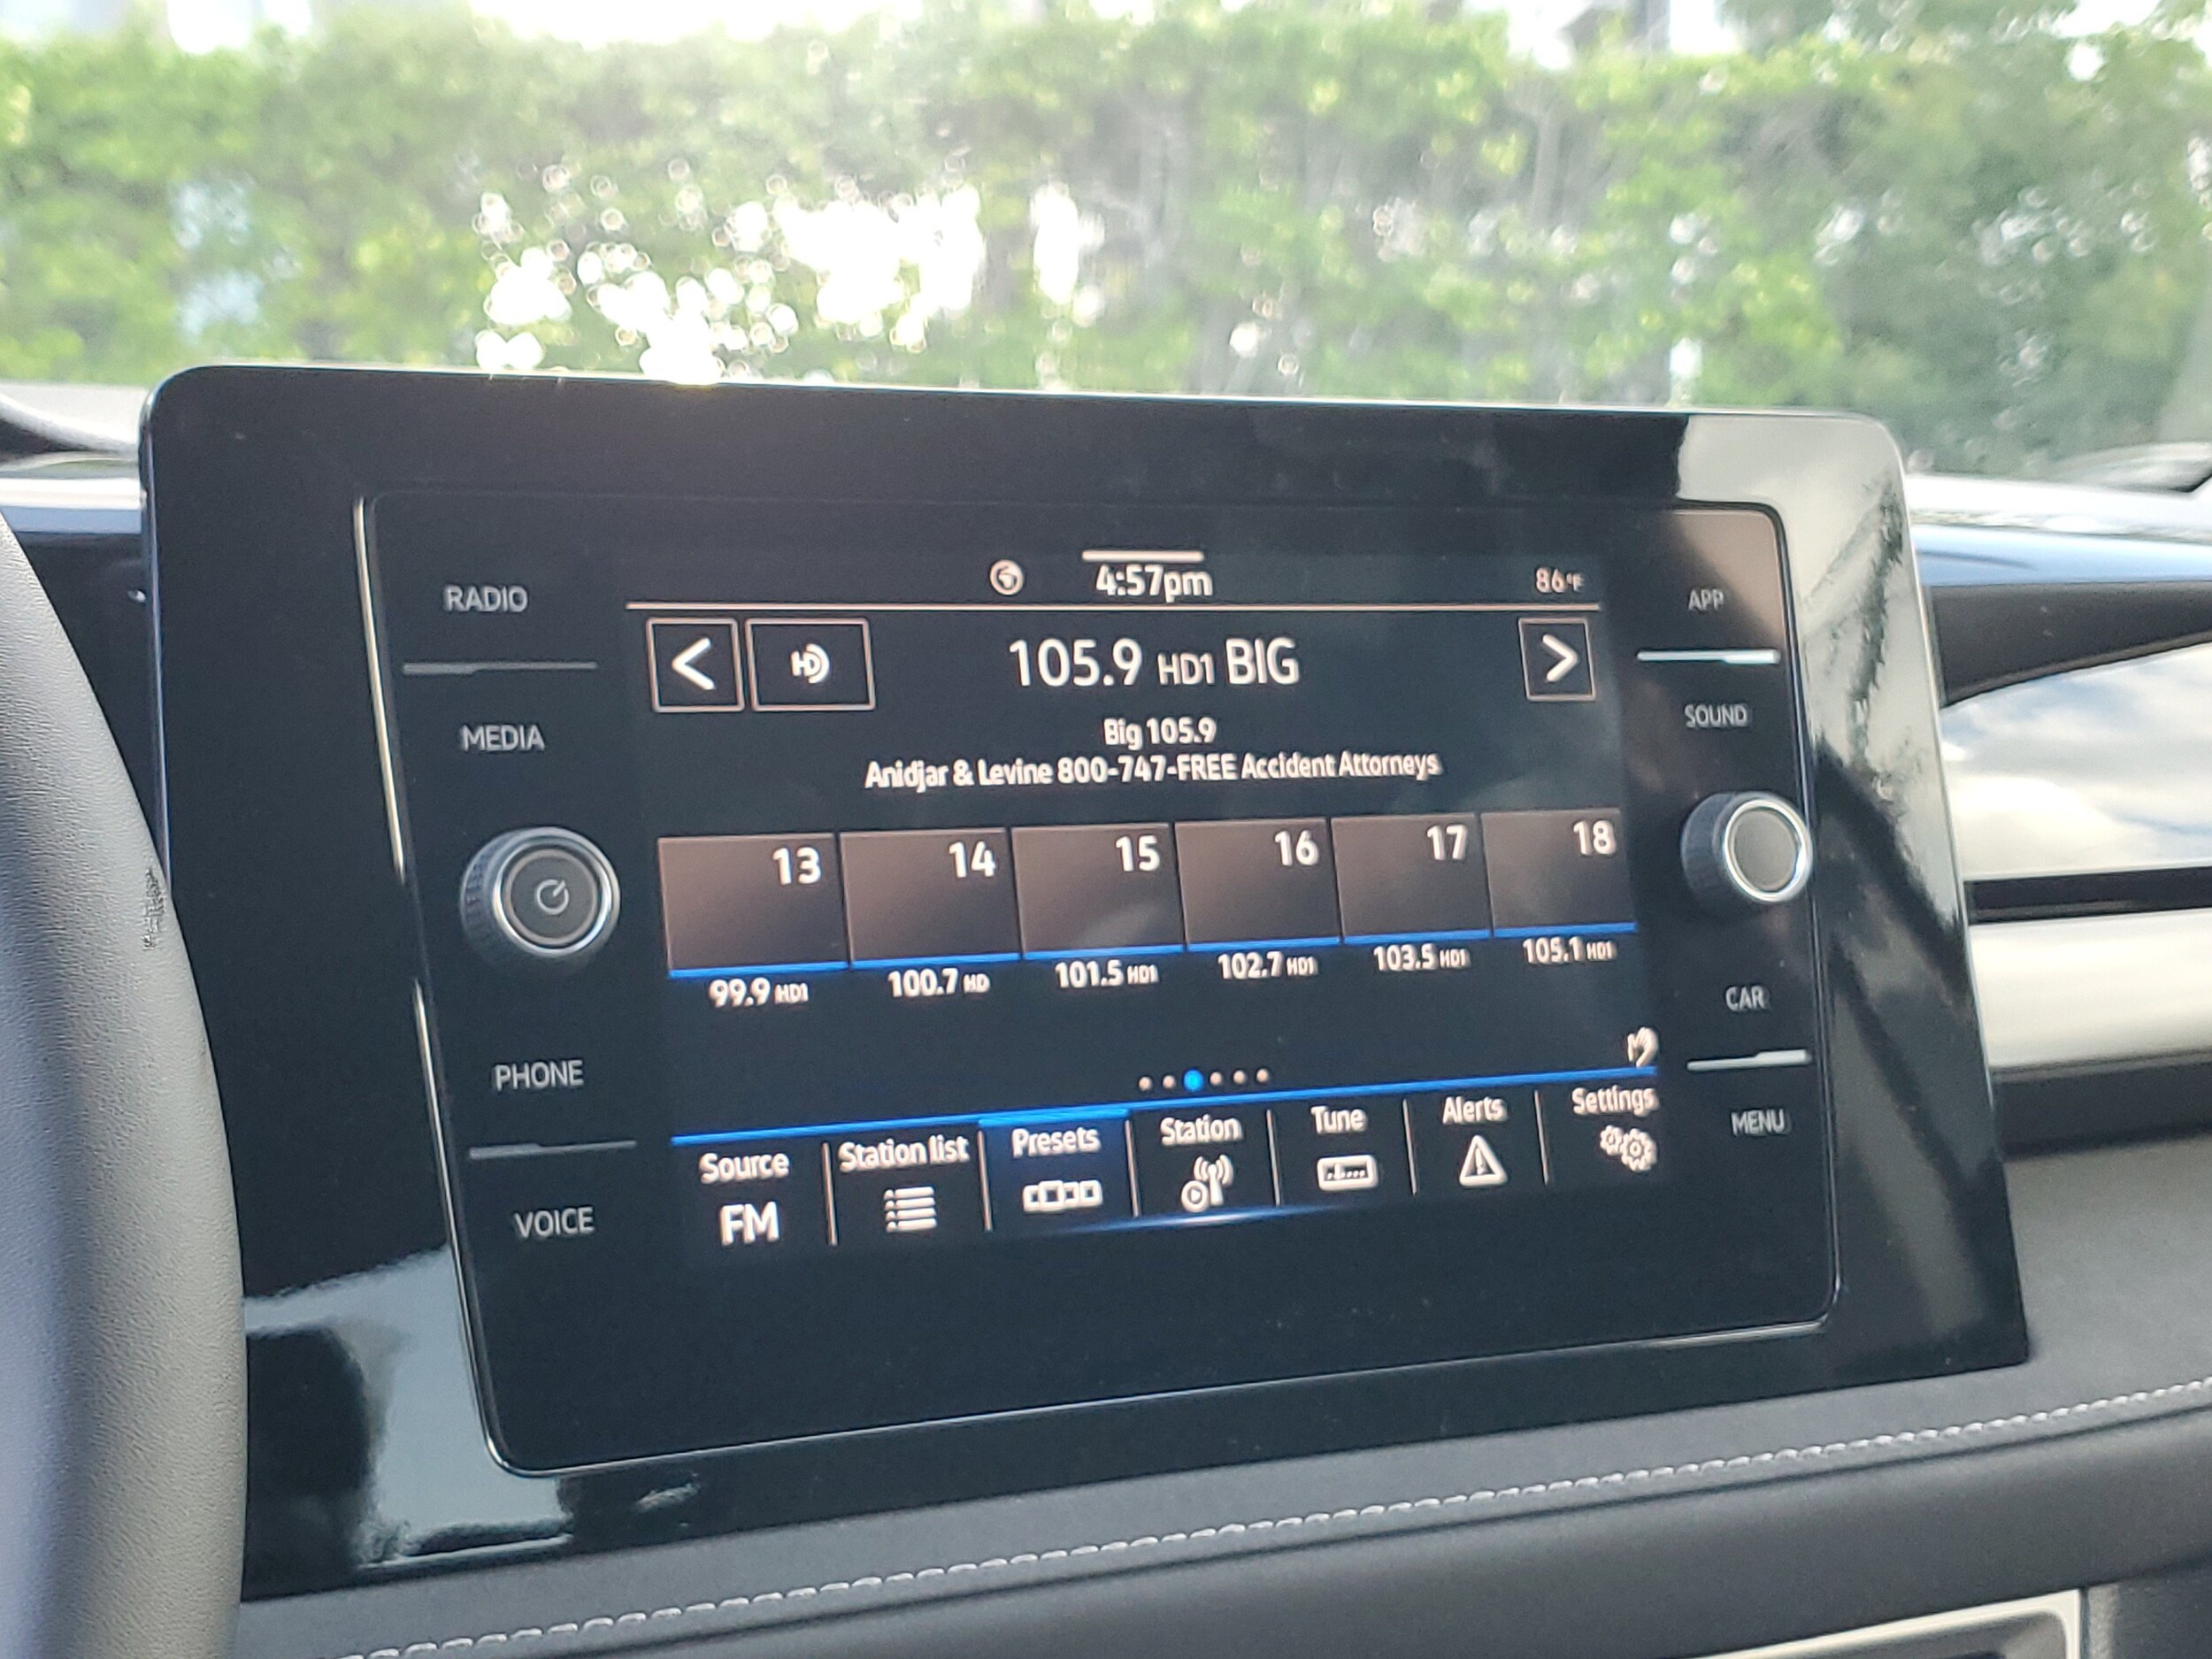 RADIO
MEDIA
PHONE
VOICE
4:57pm
86°F
HD
105.9 HD1 BIG
Big 105.9
Anidjar & Levine 800-747-FREE Accident Attorneys
13 14 15 16 17 18
99.9 HD1 100.7 HD 101.5 HD1 102.7 HD1 103.5 HD1 105.1 HD1
Source Station list Presets Station Tune Alerts Settings
FM
APP
SOUND
CAR
MENU